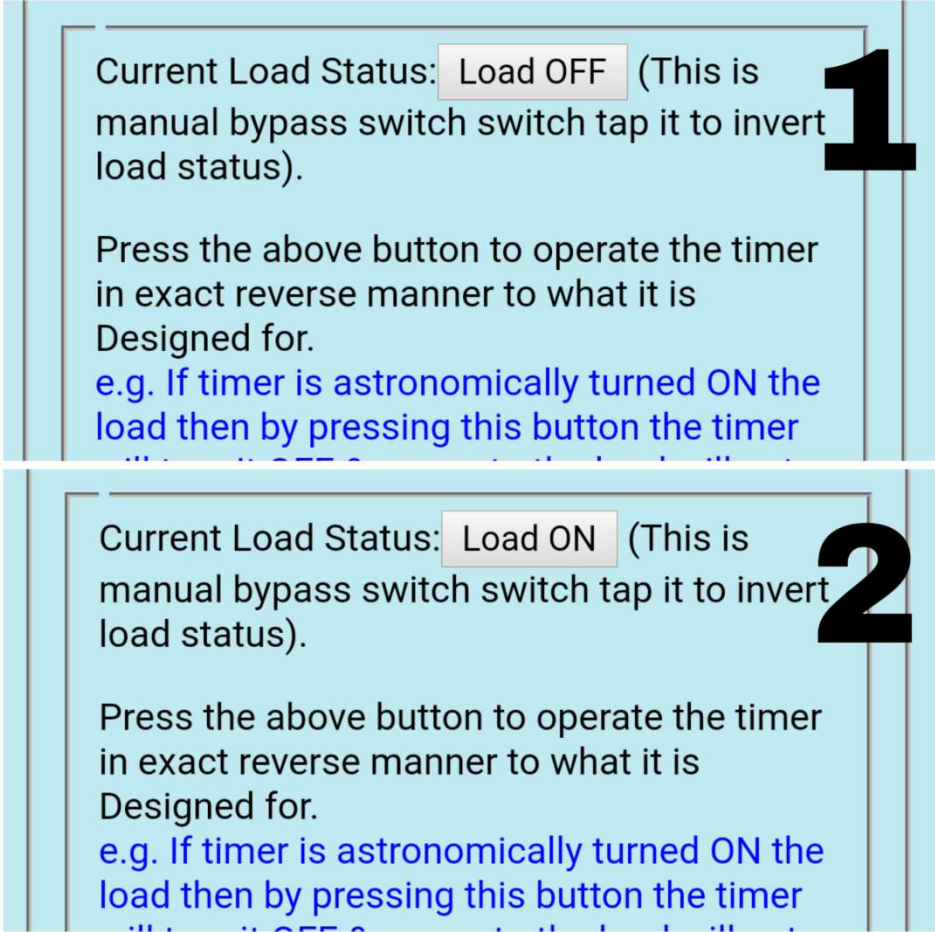 Current Load Status: Load OFF (This is
manual bypass switch switch tap it to invert
load status).
Press the above button to operate the timer
in exact reverse manner to what it is
Designed for.
e.g. If timer is astronomically turned ON the
load then by pressing this button the timer
1
Current Load Status: Load ON (This is
manual bypass switch switch tap it to invert
load status).
Press the above button to operate the timer
in exact reverse manner to what it is
Designed for.
e.g. If timer is astronomically turned ON the
load then by pressing this button the timer
2